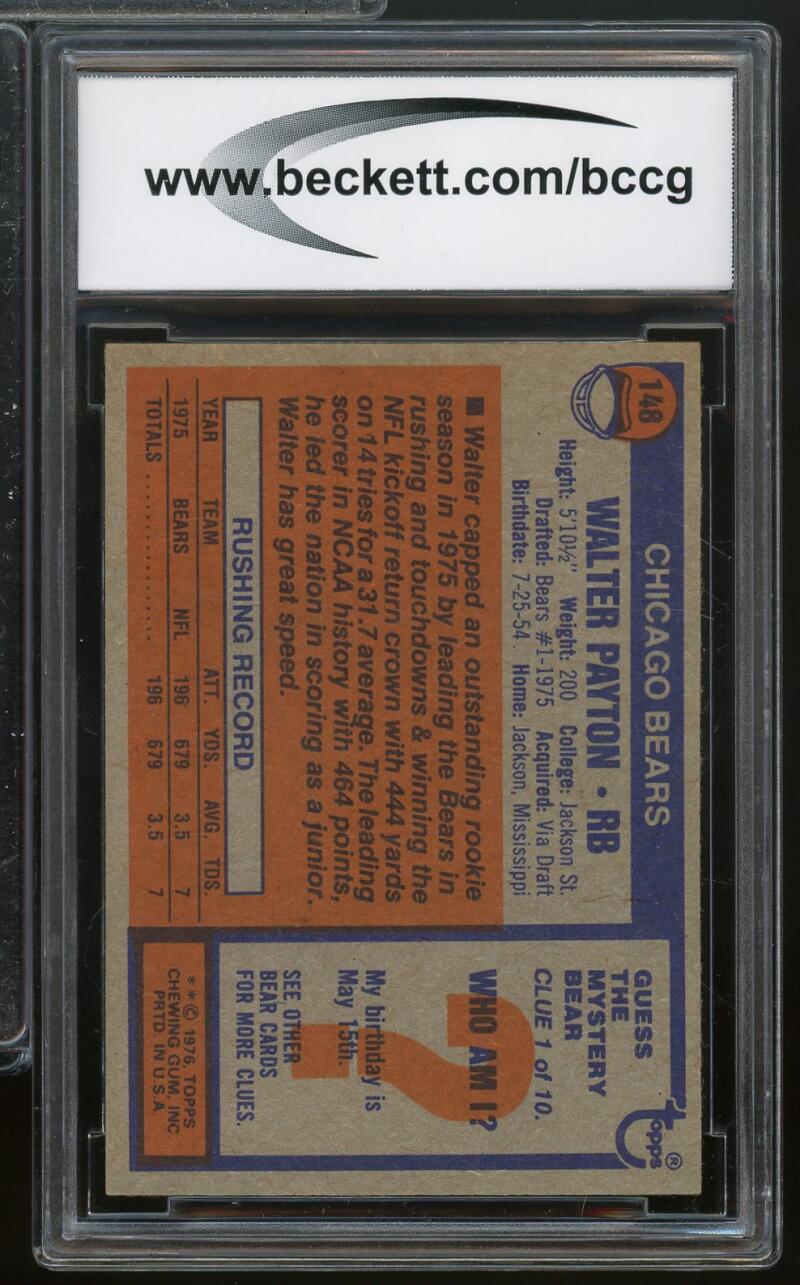 www.beckett.com/bccg
148
CHICAGO BEARS
WALTER PAYTON • RB
Height: 5'10½" Weight: 200 College: Jackson St.
Drafted: Bears #1-1975 Acquired: Via Draft
Birthdate: 7-25-54 Home: Jackson, Mississippi
■ Walter capped an outstanding rookie
season in 1975 by leading the Bears in
rushing and touchdowns & winning the
NFL kickoff return crown with 444 yards
on 14 tries for a 31.7 average. The leading
scorer in NCAA history with 464 points,
he led the nation in scoring as a junior.
Walter has great speed.
RUSHING RECORD
YEAR TEAM ATT. YDS. AVG. TDS.
1975 BEARS NFL 196 679 3.5 7
TOTALS .............. 196 679 3.5 7
topps®
GUESS
THE
MYSTERY
BEAR
CLUE 1 of 10.
WHO AM I?
?
My birthday is
May 15th.
SEE OTHER
BEAR CARDS
FOR MORE CLUES.
**© 1976, TOPPS
CHEWING GUM, INC
PRTD. IN U.S.A